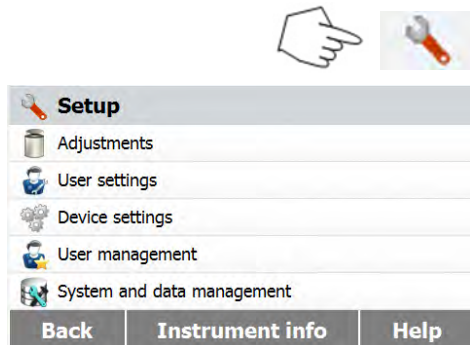 Setup
Adjustments
User settings
Device settings
User management
System and data management
Back Instrument info Help